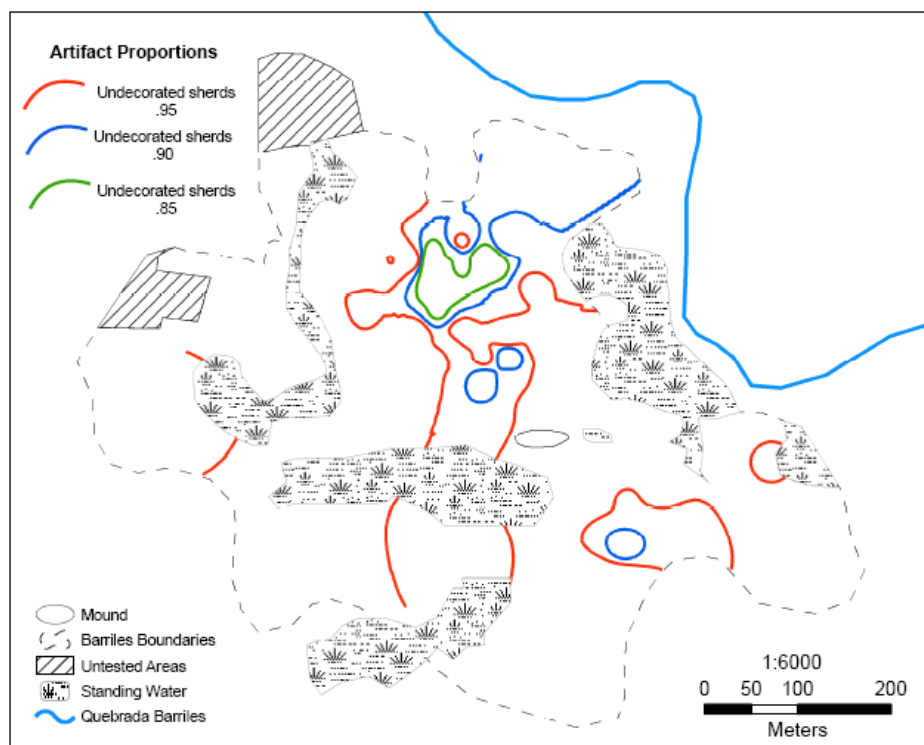 Artifact Proportions
Undecorated sherds
.95
Undecorated sherds
.90
Undecorated sherds
.85
Mound
Barriles Boundaries
Untested Areas
Standing Water
Quebrada Barriles
1:6000
0 50 100 200
Meters